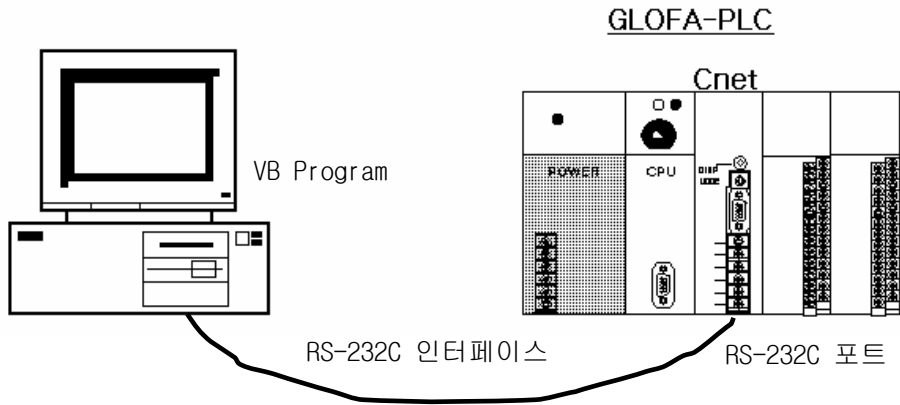 GLOFA-PLC
Cnet
VB Program
POWER
CPU
RS-232C 인터페이스
RS-232C 포트